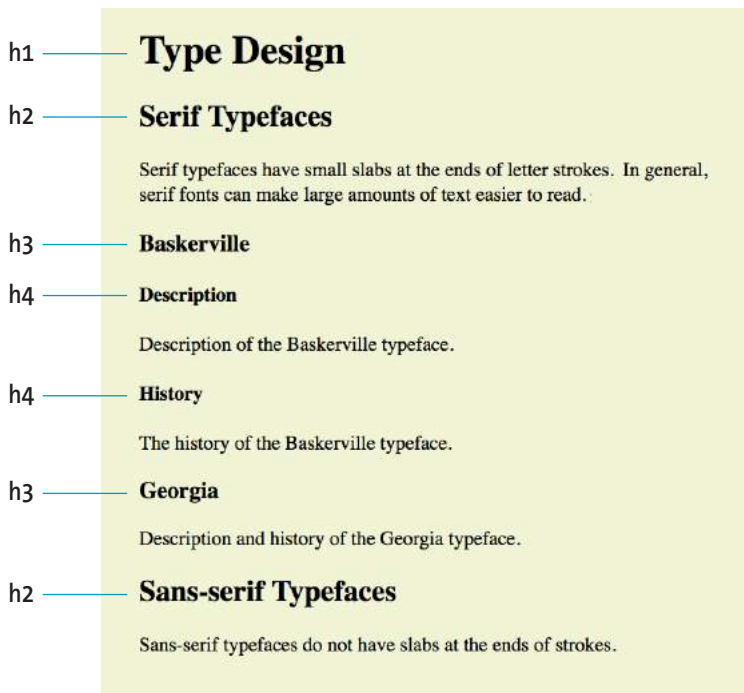 h1 Type Design
h2 Serif Typefaces
Serif typefaces have small slabs at the ends of letter strokes. In general,
serif fonts can make large amounts of text easier to read.
h3 Baskerville
h4 Description
Description of the Baskerville typeface.
h4 History
The history of the Baskerville typeface.
h3 Georgia
Description and history of the Georgia typeface.
h2 Sans-serif Typefaces
Sans-serif typefaces do not have slabs at the ends of strokes.